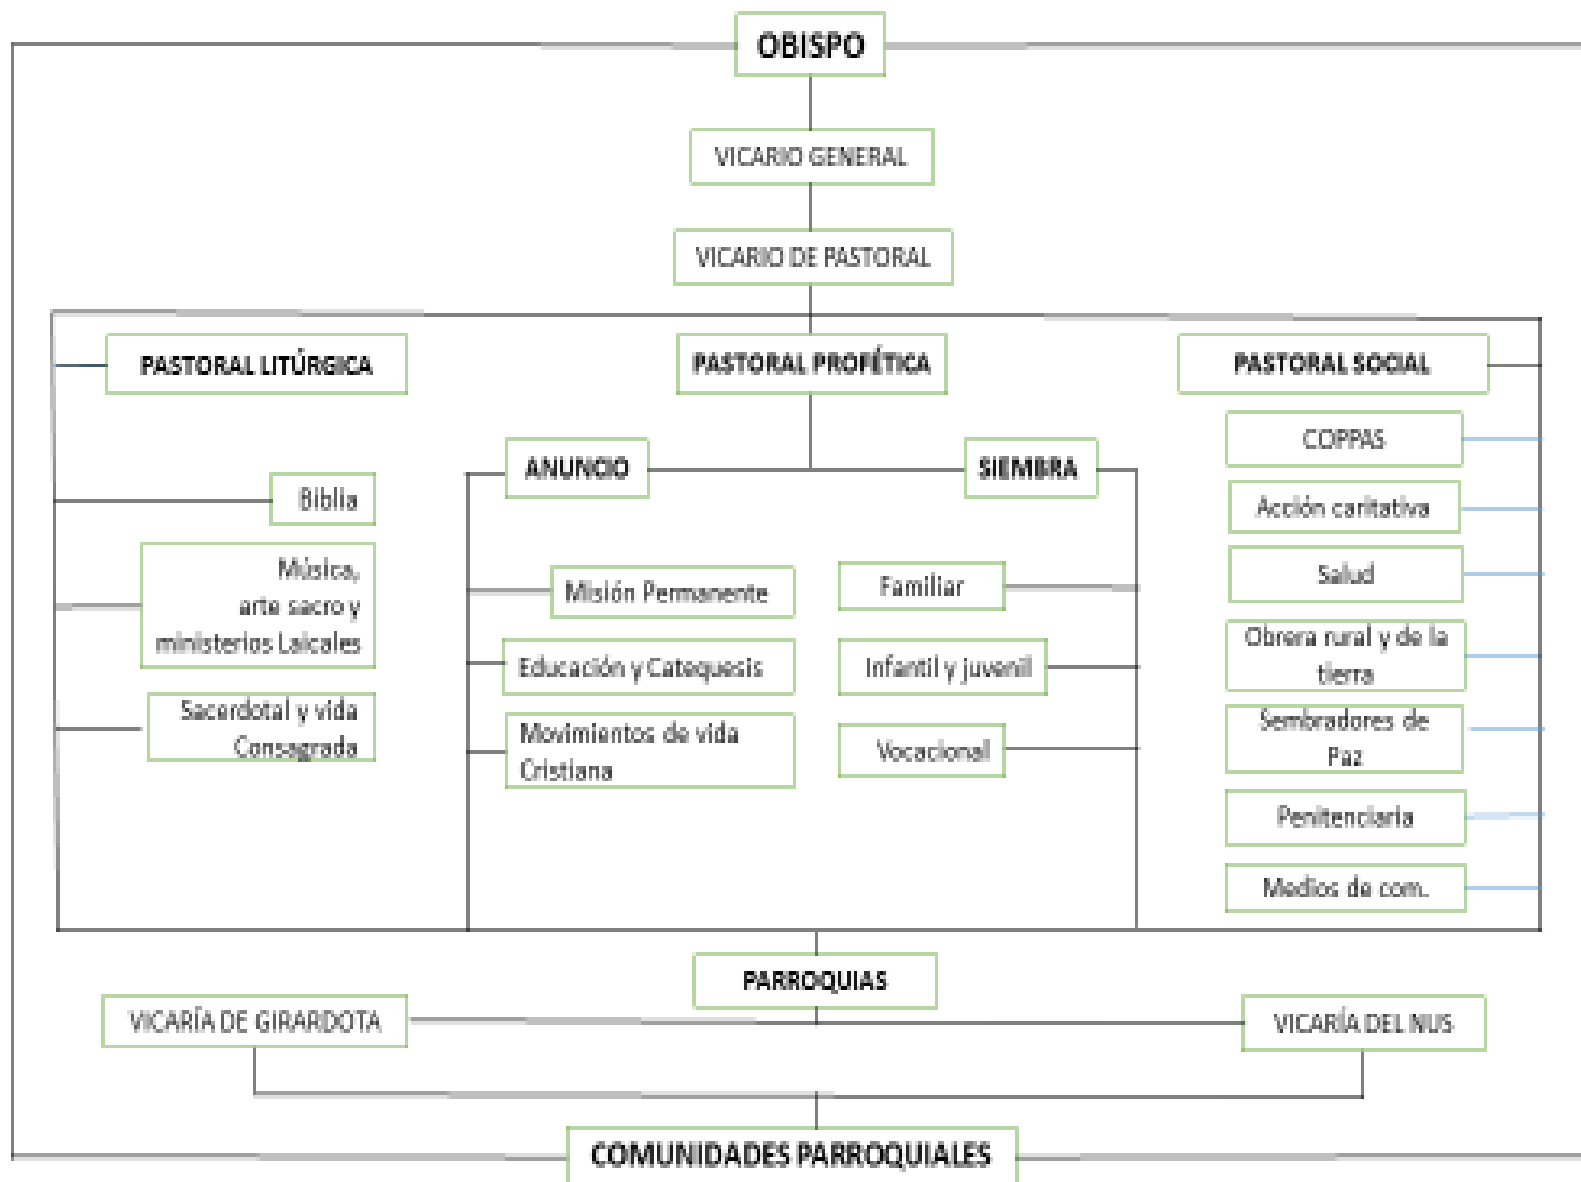 OBISPO
VICARIO GENERAL
VICARIO DE PASTORAL
PASTORAL LITÚRGICA
Biblia
Música,
arte sacro y
ministerios Laicales
Sacerdotal y vida
Consagrada
PASTORAL PROFÉTICA
ANUNCIO
Misión Permanente
Educación y Catequesis
Movimientos de vida
Cristiana
SIEMBRA
Familiar
Infantil y juvenil
Vocacional
PASTORAL SOCIAL
COPPAS
Acción caritativa
Salud
Obrera rural y de la
tierra
Sembradores de
Paz
Penitenciaria
Medios de com.
PARROQUIAS
VICARÍA DE GIRARDOTA
VICARÍA DEL NUS
COMUNIDADES PARROQUIALES